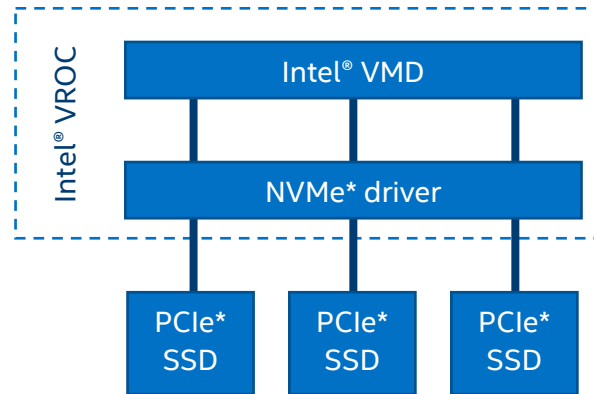 Intel® VROC
Intel® VMD
NVMe* driver
PCIe*
SSD
PCIe*
SSD
PCIe*
SSD